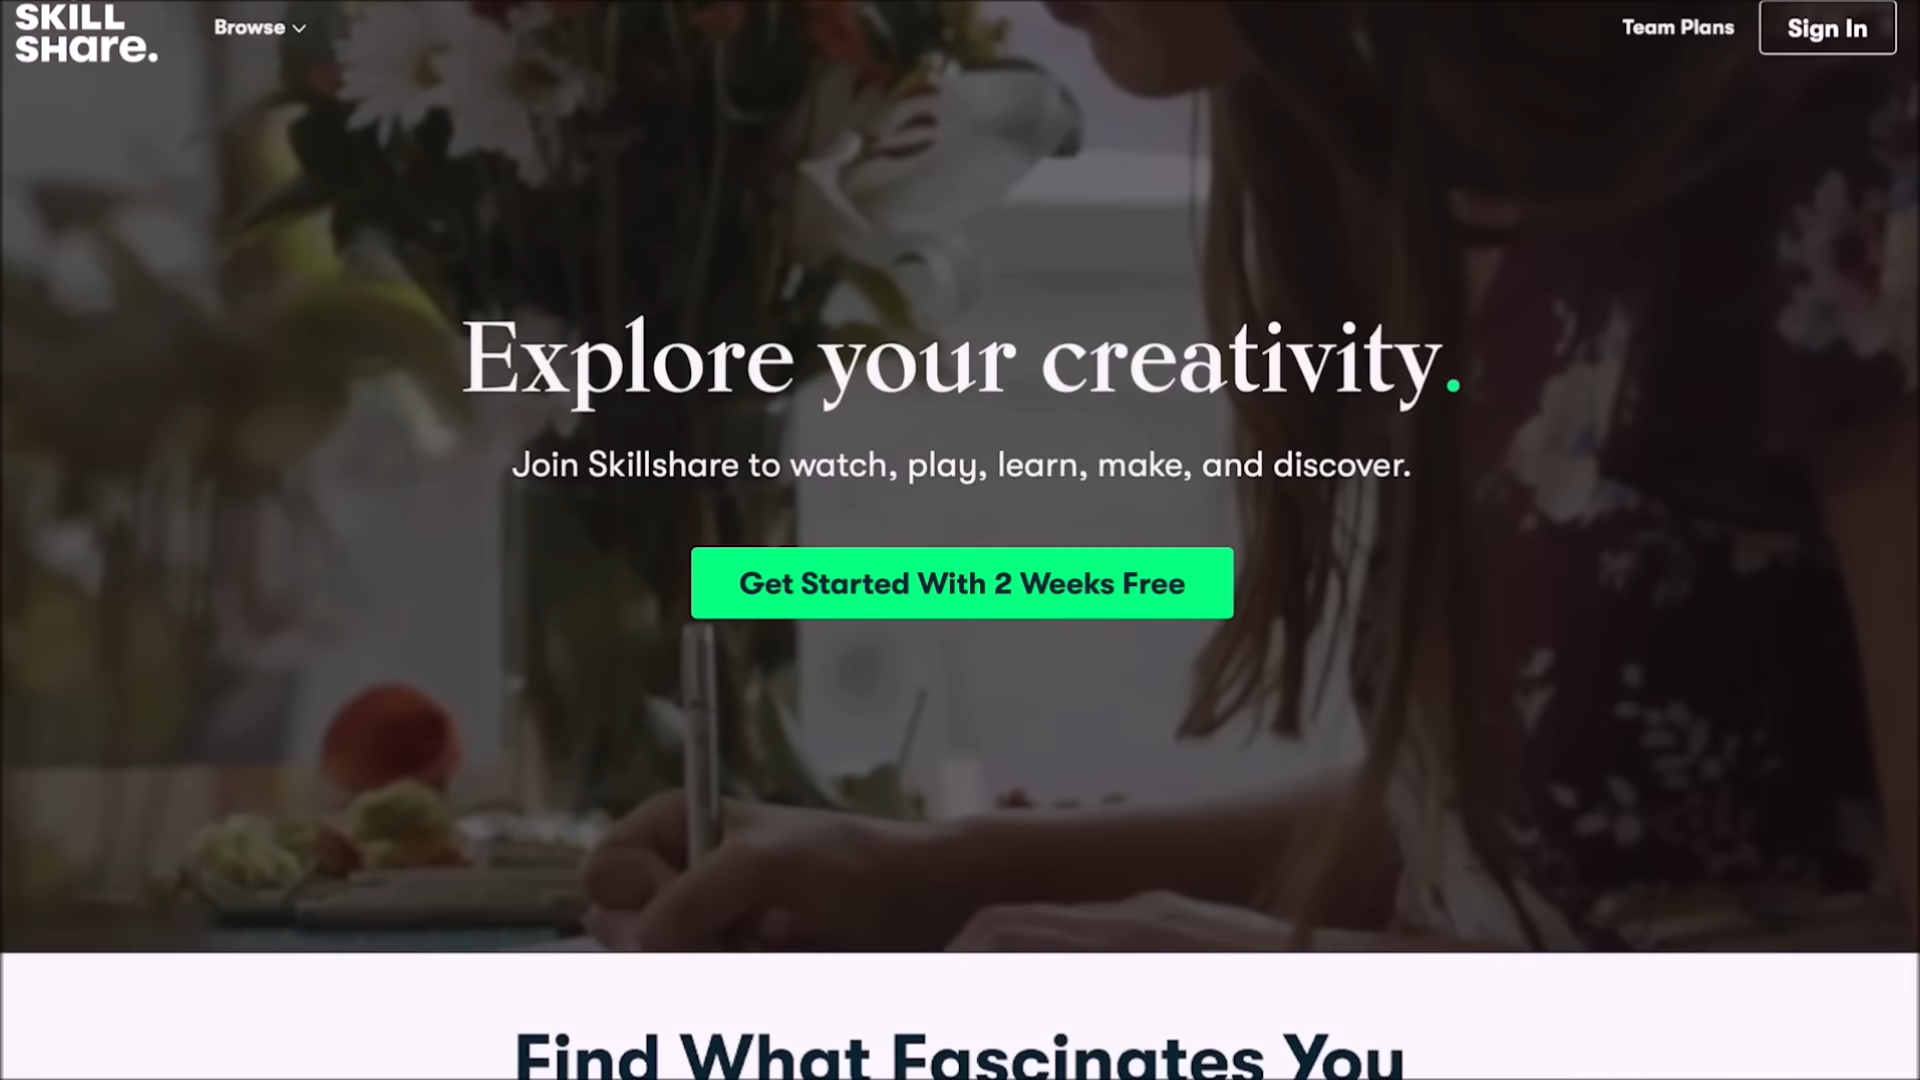 SKILL
SHare.
Browse
Team Plans
Sign In
Explore your creativity.
Join Skillshare to watch, play, learn, make, and discover.
Get Started With 2 Weeks Free
Find What Fascinates You